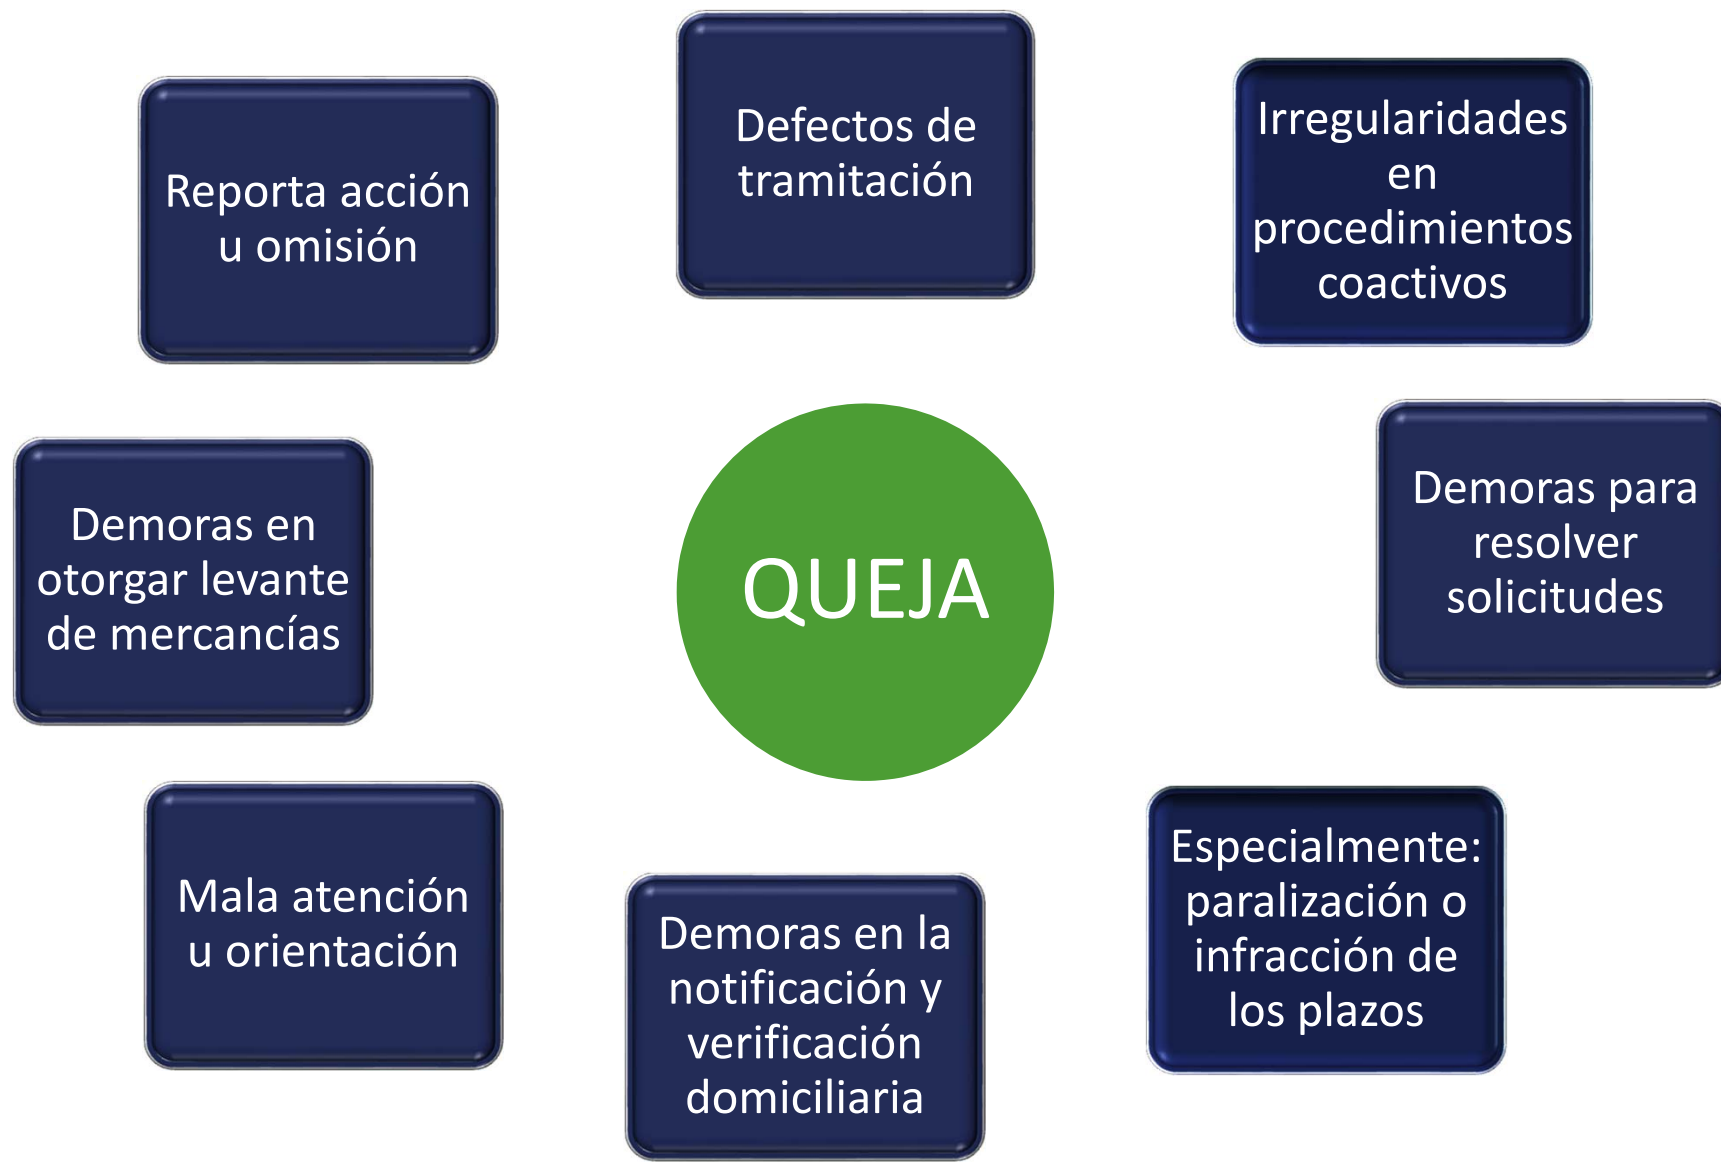 Reporta acción
u omisión
Defectos de
tramitación
Irregularidades
en
procedimientos
coactivos
Demoras en
otorgar levante
de mercancías
QUEJA
Demoras para
resolver
solicitudes
Mala atención
u orientación
Demoras en la
notificación y
verificación
domiciliaria
Especialmente:
paralización o
infracción de
los plazos